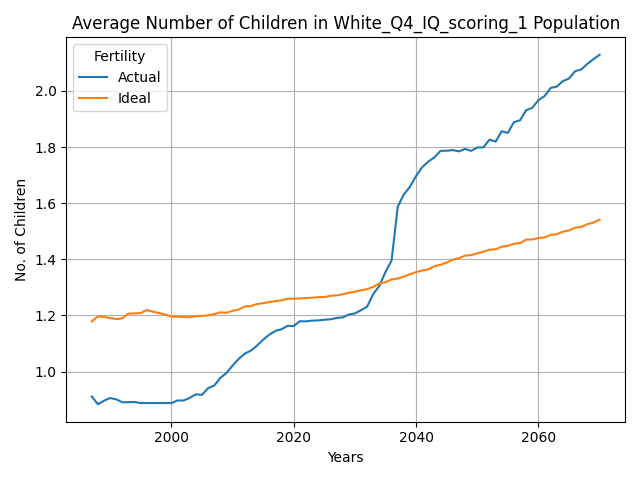 Average Number of Children in White_Q4_IQ_scoring_1 Population
Fertility
Actual
Ideal
No. of Children
2.0
1.8
1.6
1.4
1.2
1.0
2000 2020 2040 2060
Years